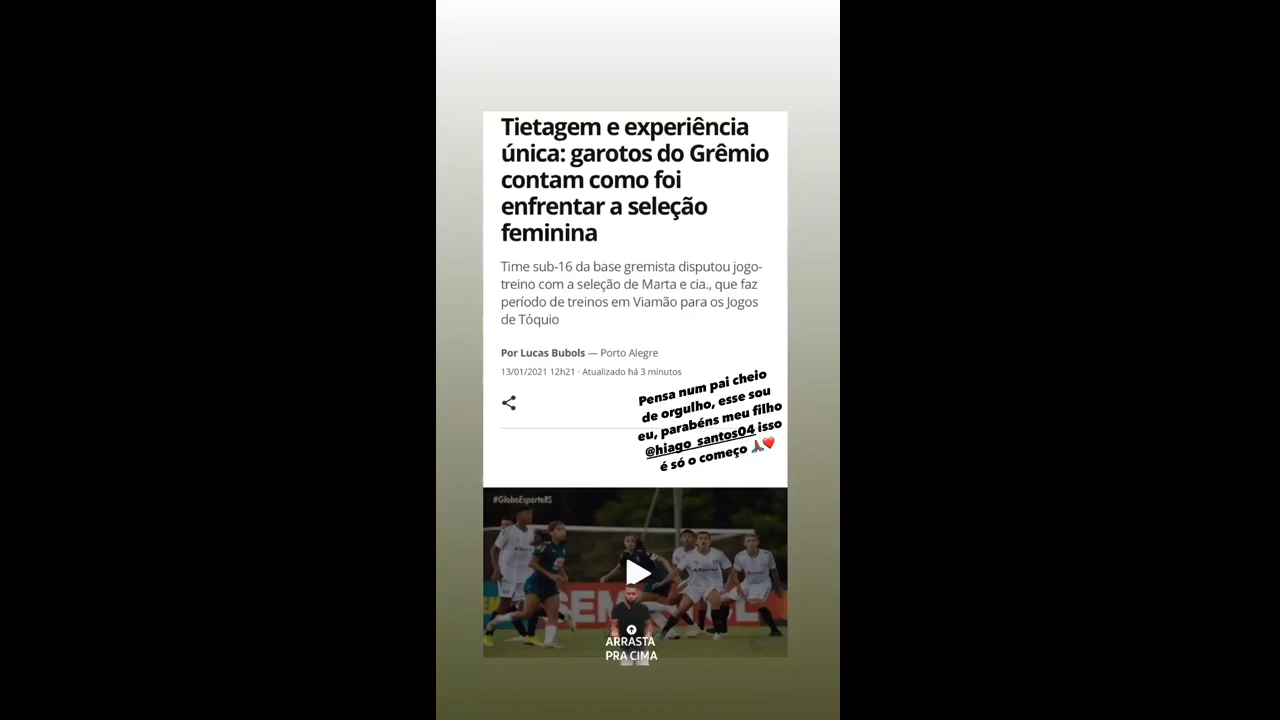 Tietagem e experiência
única: garotos do Grêmio
contam como foi
enfrentar a seleção
feminina
Time sub-16 da base gremista disputou jogo-
treino com a seleção de Marta e cia., que faz
período de treinos em Viamão para os Jogos
de Tóquio
Por Lucas Bubols — Porto Alegre
13/01/2021 12h21 · Atualizado há 3 minutos
Pensa num pai cheio
de orgulho, esse sou
eu, parabéns meu filho
@hiago_santos04 isso
é só o começo 🙏🏾❤️
#GloboEsporteRS
ARRASTA
PRA CIMA